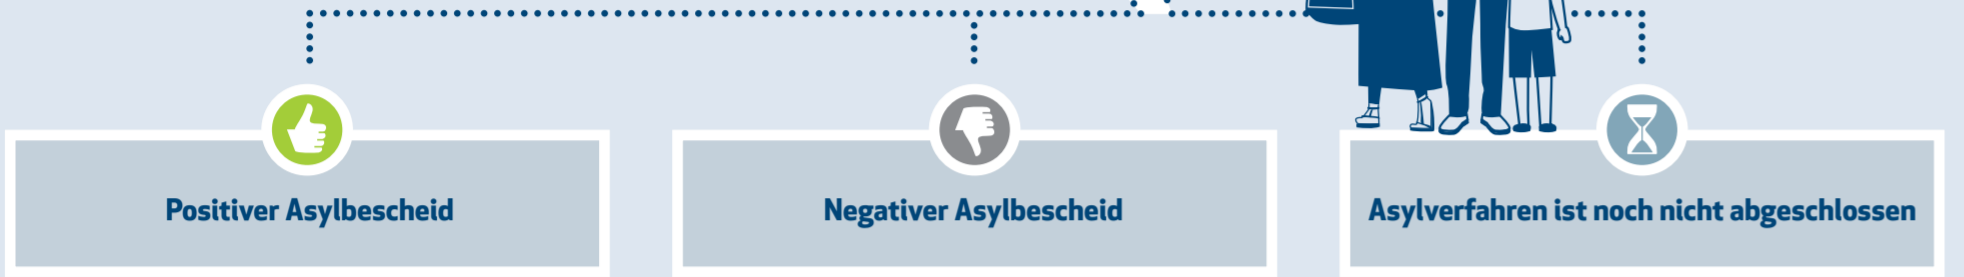 Positiver Asylbescheid
Negativer Asylbescheid
Asylverfahren ist noch nicht abgeschlossen